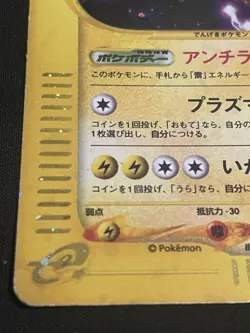 でんげきポケモン
特殊能力
ポケボディー アンチラ
このポケモンに、手札から「雷」エネルギー
プラズマ
コインを1回投げ、「おもて」なら、自分の
1枚選び出し、自分につける。
いか
コインを1回投げ、「うら」なら、自分に
弱点 抵抗力 -30
© Pokémon
e